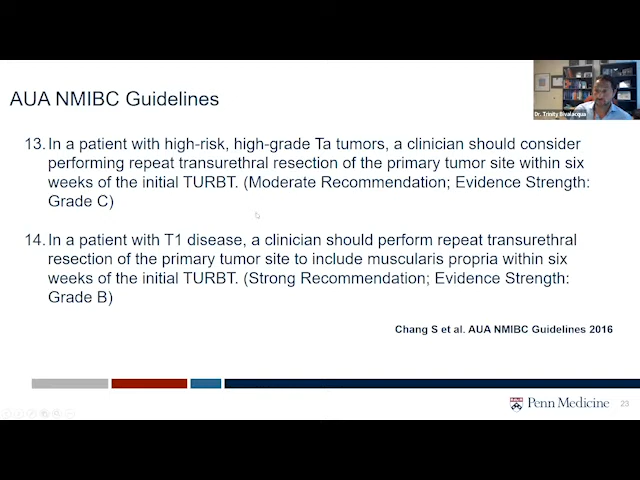 Dr. Trinity Bivalacqua
AUA NMIBC Guidelines
13. In a patient with high-risk, high-grade Ta tumors, a clinician should consider
performing repeat transurethral resection of the primary tumor site within six
weeks of the initial TURBT. (Moderate Recommendation; Evidence Strength:
Grade C)
14. In a patient with T1 disease, a clinician should perform repeat transurethral
resection of the primary tumor site to include muscularis propria within six
weeks of the initial TURBT. (Strong Recommendation; Evidence Strength:
Grade B)
Chang S et al. AUA NMIBC Guidelines 2016
Penn Medicine
23